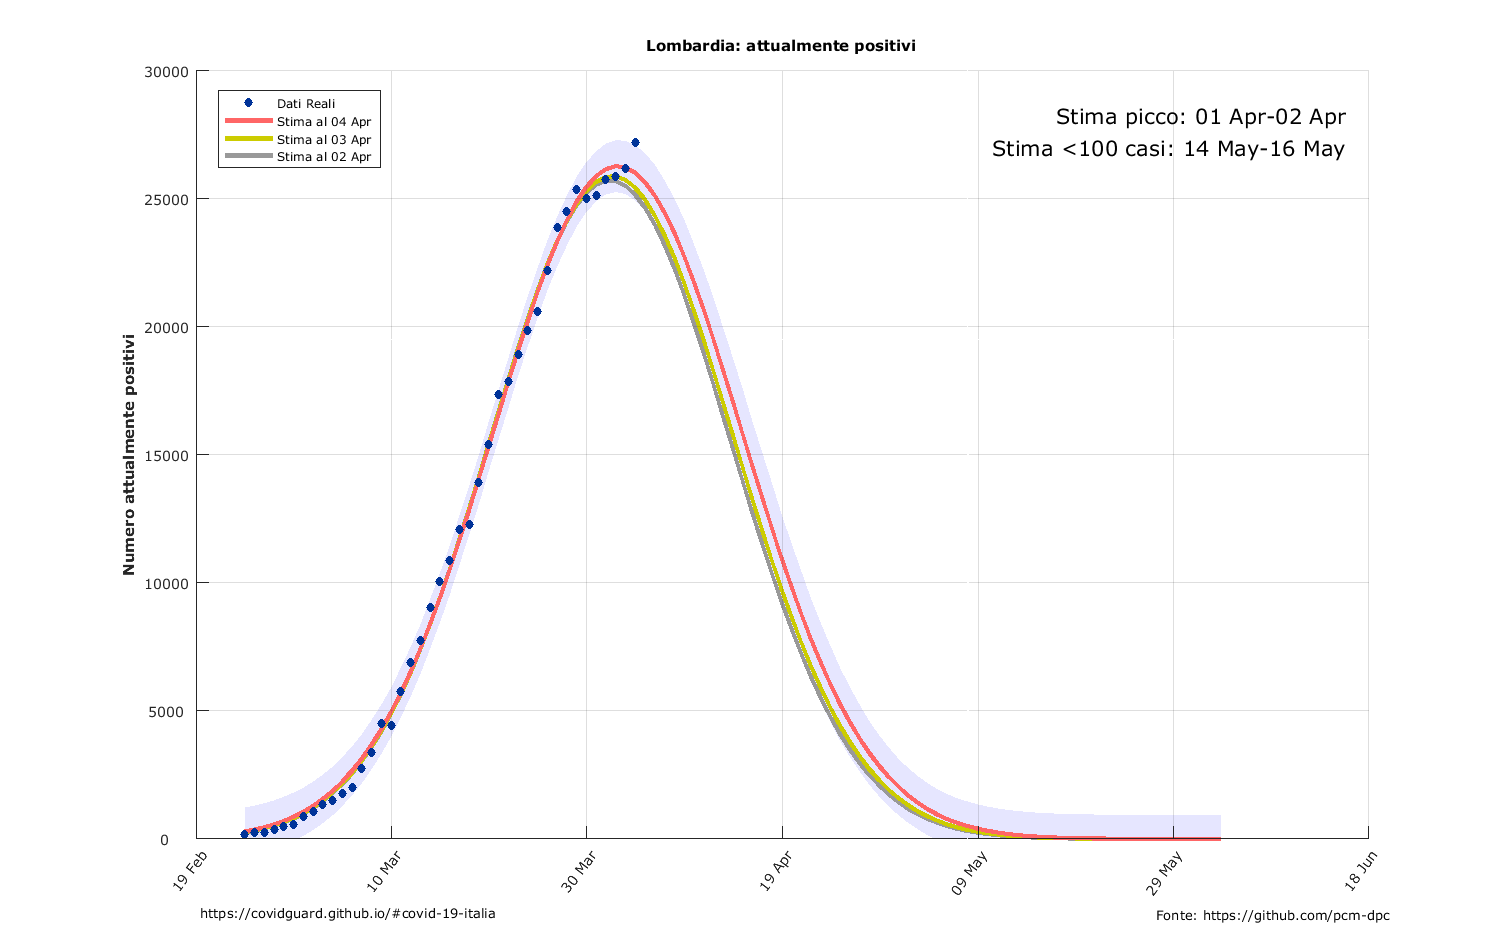 Lombardia: attualmente positivi
30000
25000
20000
15000
10000
5000
0
Numero attualmente positivi
Dati Reali
Stima al 04 Apr
Stima al 03 Apr
Stima al 02 Apr
Stima picco: 01 Apr-02 Apr
Stima <100 casi: 14 May-16 May
19 Feb
10 Mar
30 Mar
19 Apr
09 May
29 May
18 Jun
https://covidguard.github.io/#covid-19-italia
Fonte: https://github.com/pcm-dpc